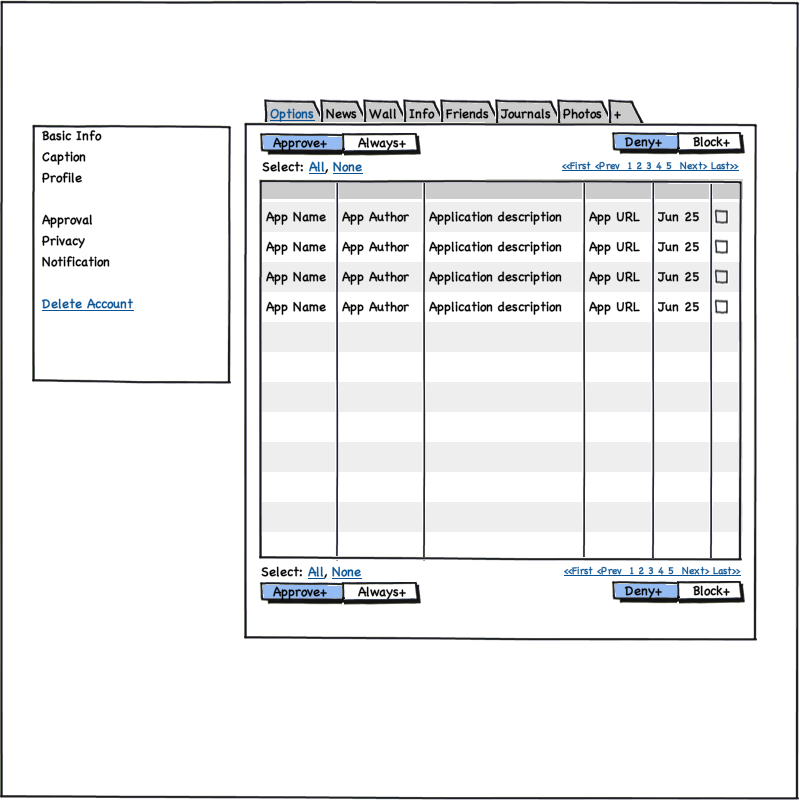 Options News Wall Info Friends Journals Photos +
Basic Info
Caption
Profile
Approval
Privacy
Notification
Delete Account
Approve+ Always+ Deny+ Block+
Select: All, None <<First <Prev 1 2 3 4 5 Next> Last>>
App Name App Author Application description App URL Jun 25
App Name App Author Application description App URL Jun 25
App Name App Author Application description App URL Jun 25
App Name App Author Application description App URL Jun 25
Select: All, None <<First <Prev 1 2 3 4 5 Next> Last>>
Approve+ Always+ Deny+ Block+